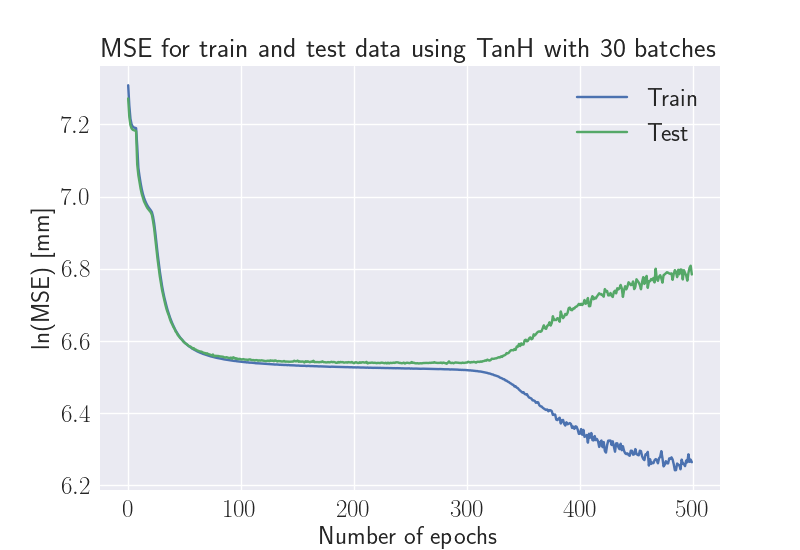 MSE for train and test data using TanH with 30 batches
Train
Test
7.2
7.0
6.8
6.6
6.4
6.2
ln(MSE) [mm]
0 100 200 300 400 500
Number of epochs